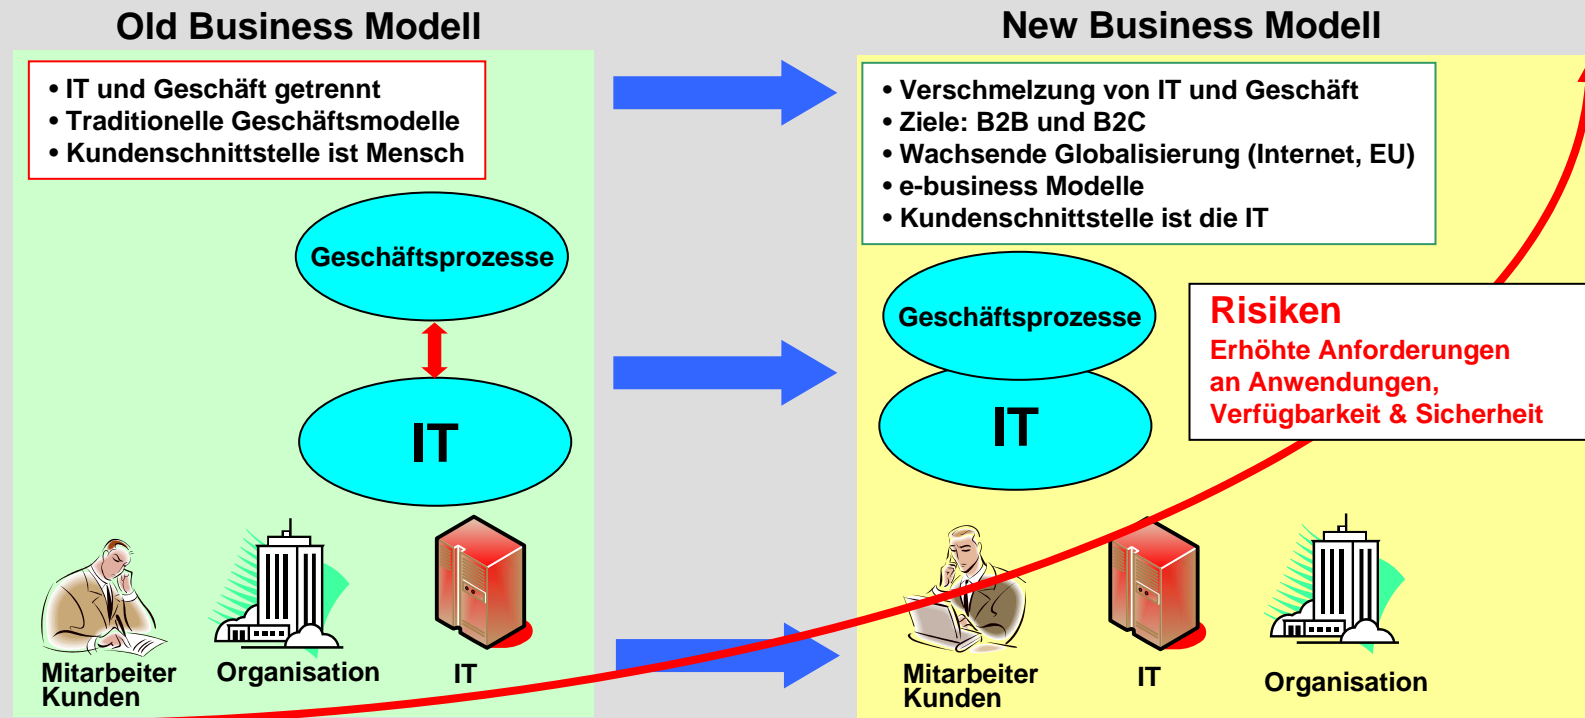 Old Business Modell
• IT und Geschäft getrennt
• Traditionelle Geschäftsmodelle
• Kundenschnittstelle ist Mensch
Geschäftsprozesse
IT
Mitarbeiter
Kunden
Organisation
IT
New Business Modell
• Verschmelzung von IT und Geschäft
• Ziele: B2B und B2C
• Wachsende Globalisierung (Internet, EU)
• e-business Modelle
• Kundenschnittstelle ist die IT
Geschäftsprozesse
IT
Risiken
Erhöhte Anforderungen
an Anwendungen,
Verfügbarkeit & Sicherheit
Mitarbeiter
Kunden
IT
Organisation